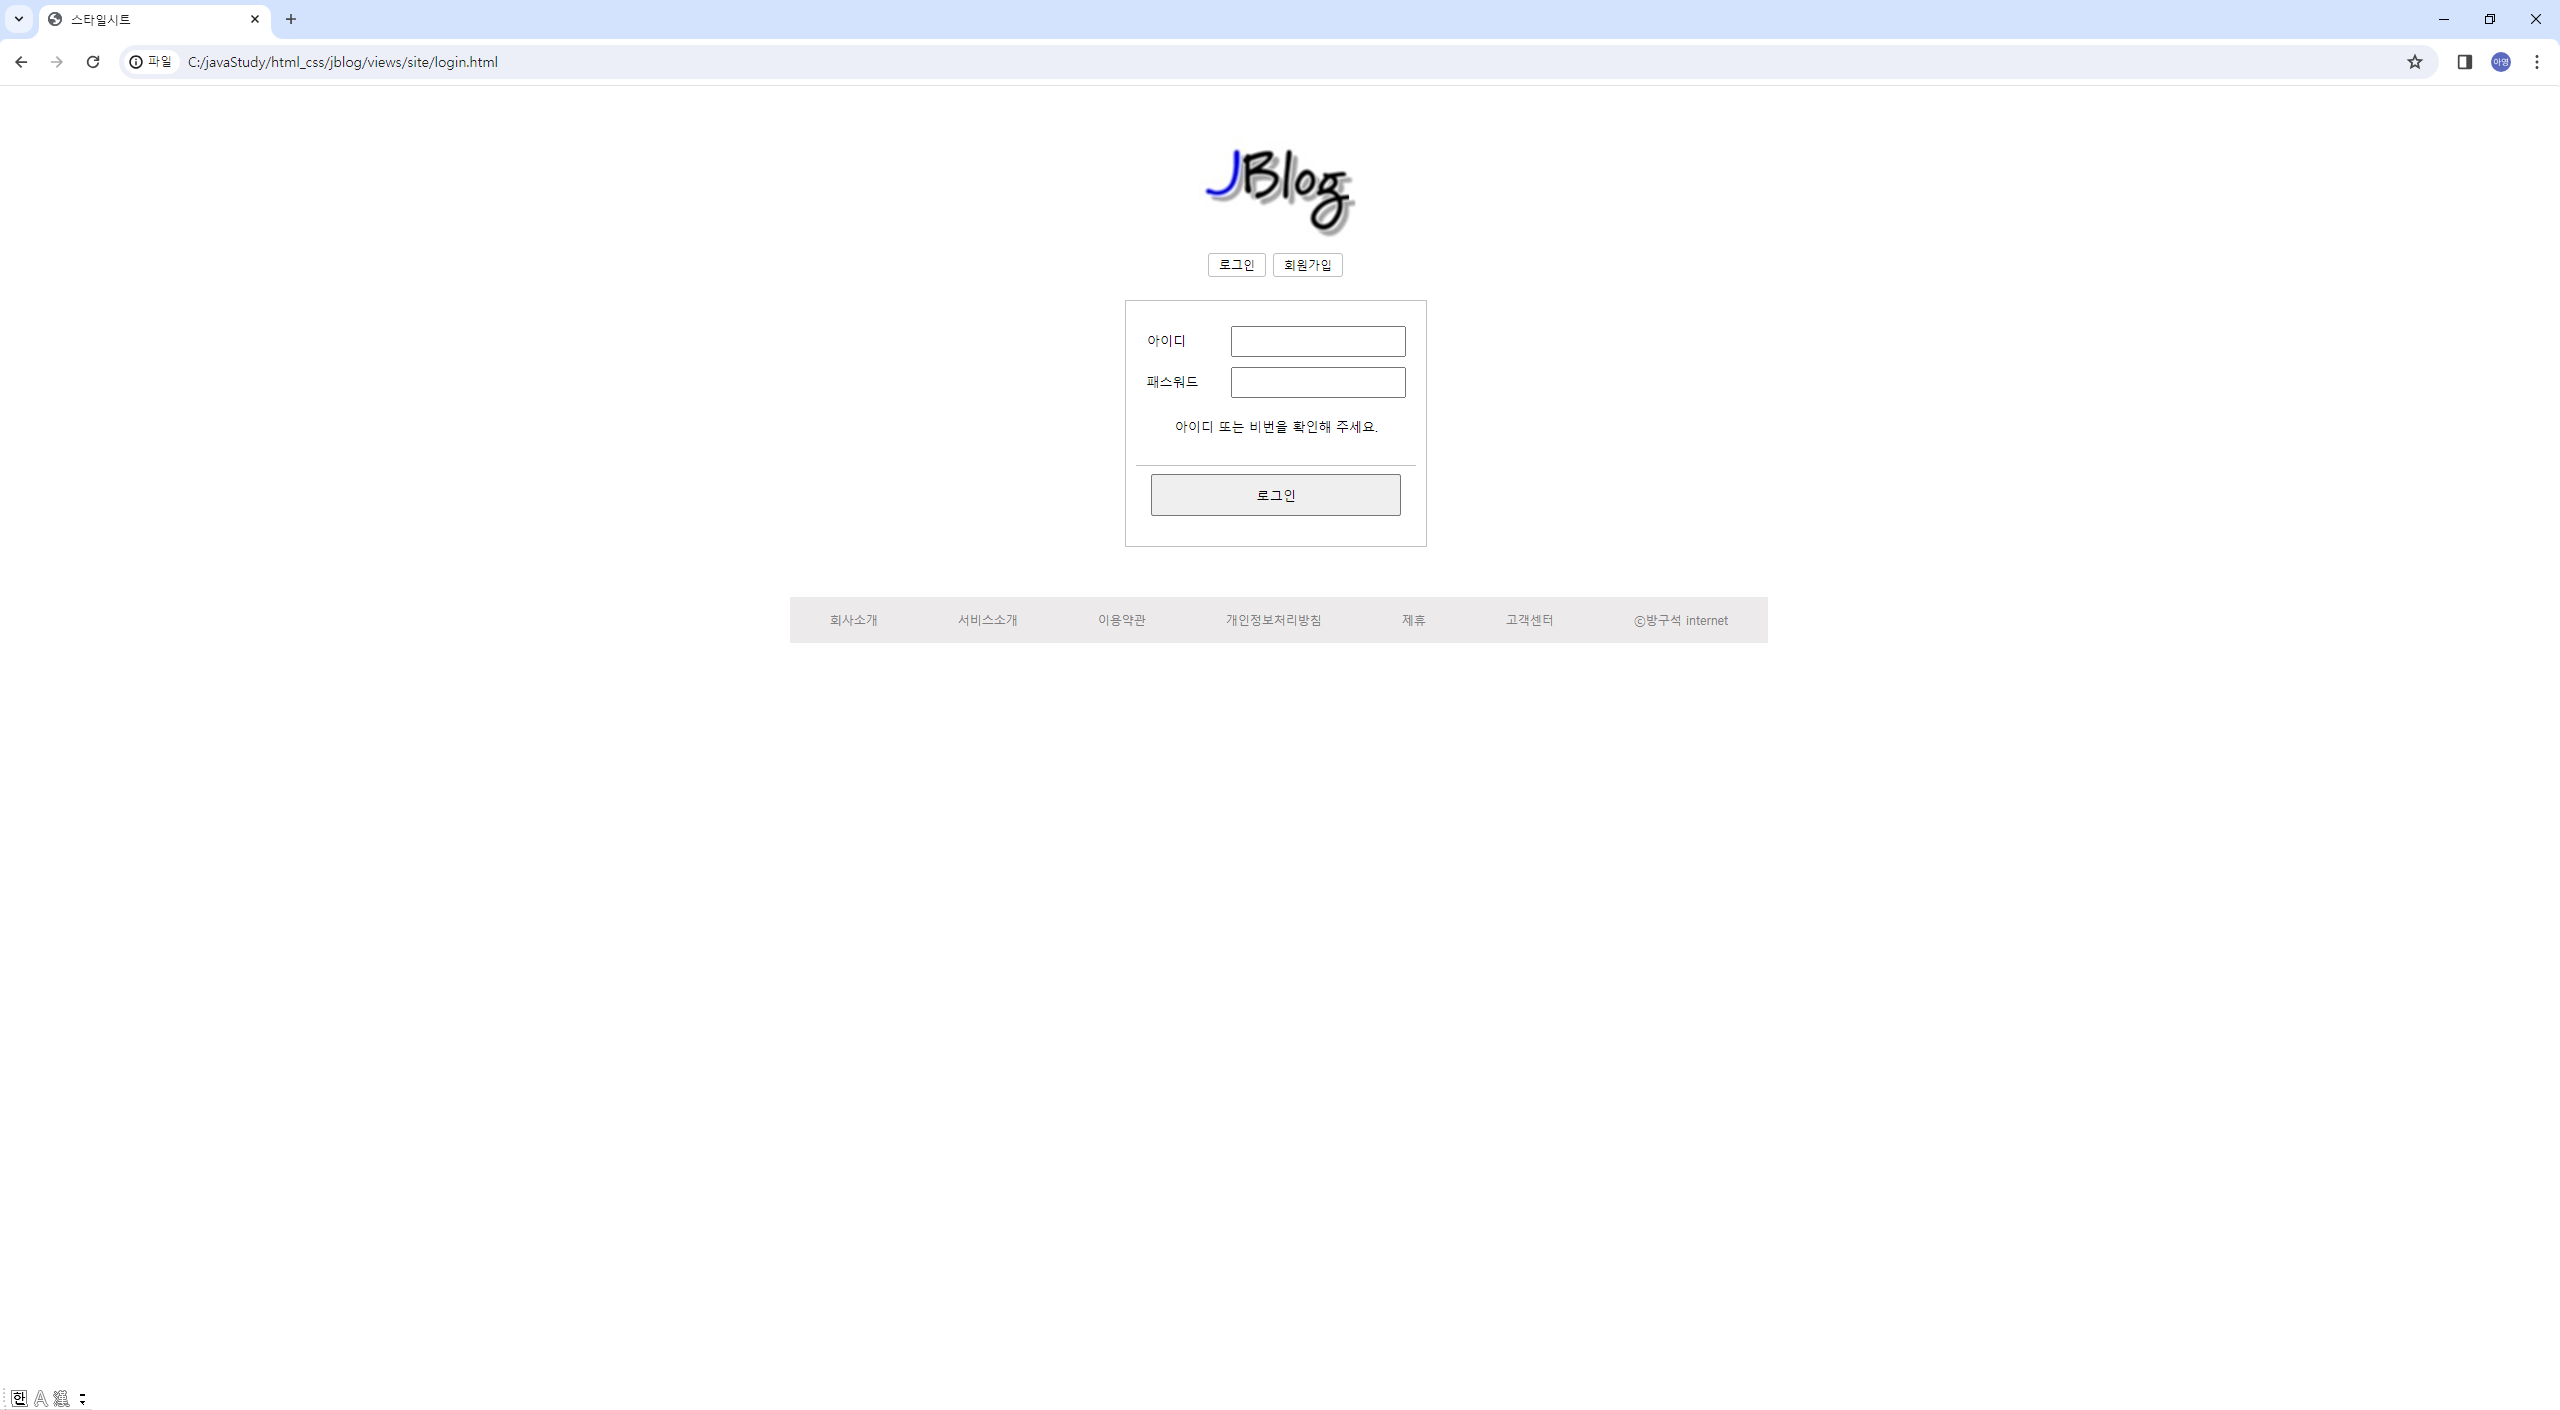 스타일시트
파일 C:/javaStudy/html_css/jblog/views/site/login.html 아영
JBlog
로그인 회원가입
아이디
패스워드
아이디 또는 비번을 확인해 주세요.
로그인
회사소개 서비스소개 이용약관 개인정보처리방침 제휴 고객센터 ⓒ방구석 internet
한 A 漢